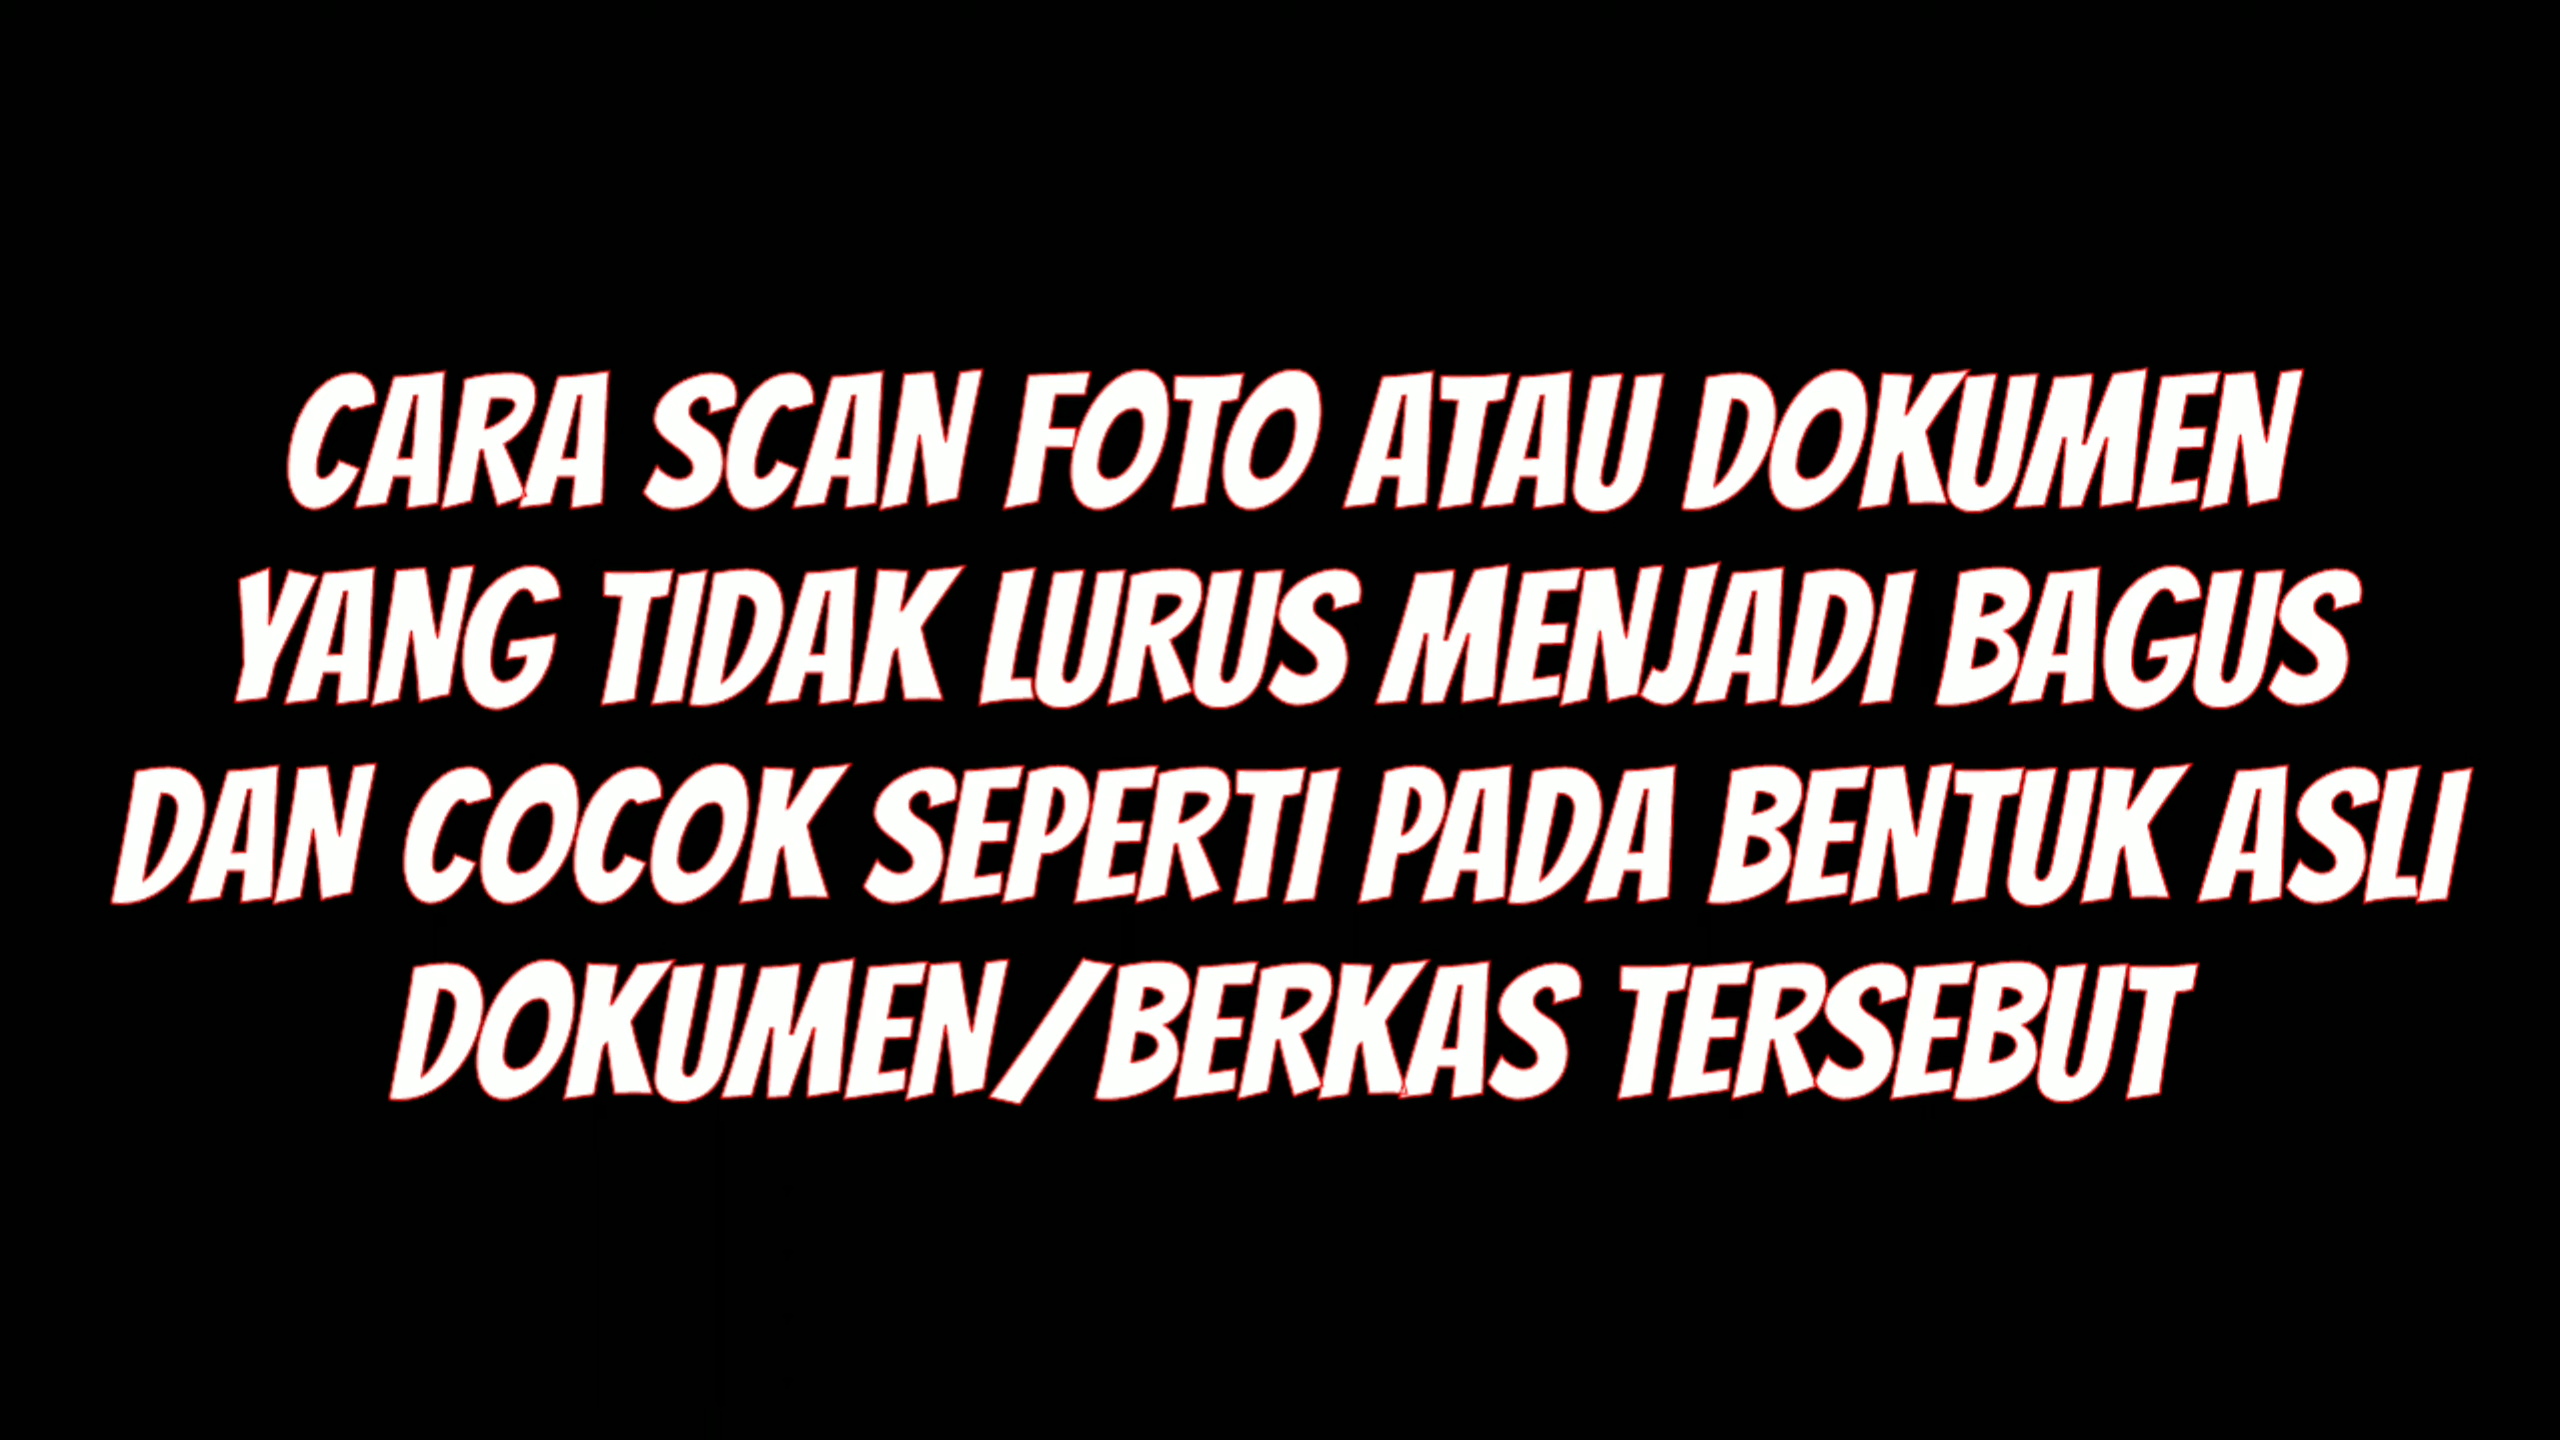 CARA SCAN FOTO ATAU DOKUMEN
YANG TIDAK LURUS MENJADI BAGUS
DAN COCOK SEPERTI PADA BENTUK ASLI
DOKUMEN/BERKAS TERSEBUT